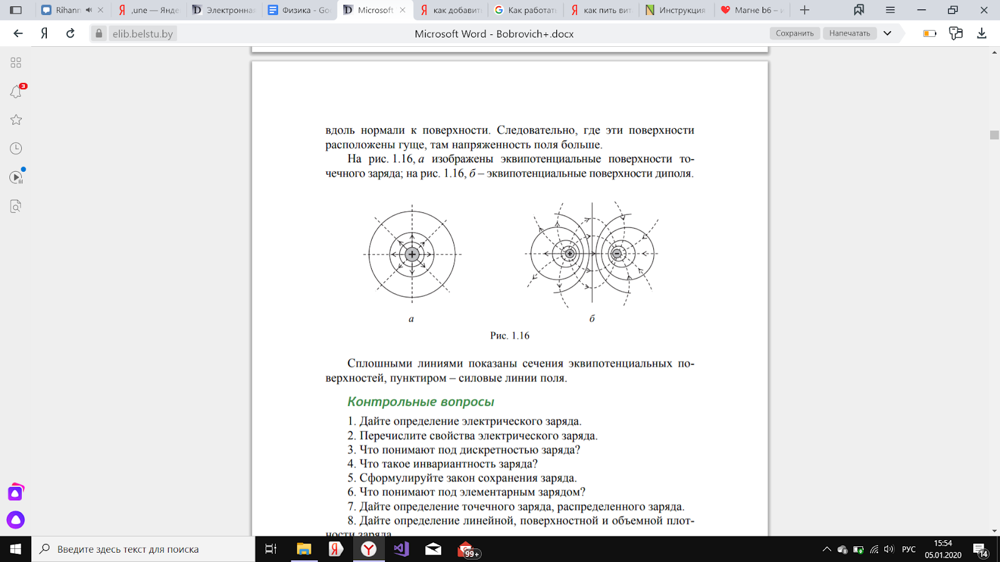 Rihann
,une — Янде
Электронная
Физика - Go
Microsoft
как добавить
Как работат
как пить вит
Инструкция
Магне b6 – и
elib.belstu.by
Microsoft Word - Bobrovich+.docx
Сохранить
Напечатать
3
вдоль нормали к поверхности. Следовательно, где эти поверхности
расположены гуще, там напряженность поля больше.
На рис. 1.16, а изображены эквипотенциальные поверхности то-
чечного заряда; на рис. 1.16, б – эквипотенциальные поверхности диполя.
+
+
–
а
б
Рис. 1.16
Сплошными линиями показаны сечения эквипотенциальных по-
верхностей, пунктиром – силовые линии поля.
Контрольные вопросы
1. Дайте определение электрического заряда.
2. Перечислите свойства электрического заряда.
3. Что понимают под дискретностью заряда?
4. Что такое инвариантность заряда?
5. Сформулируйте закон сохранения заряда.
6. Что понимают под элементарным зарядом?
7. Дайте определение точечного заряда, распределенного заряда.
8. Дайте определение линейной, поверхностной и объемной плот-
ности заряда.
Введите здесь текст для поиска
99+
РУС
15:54
05.01.2020
14